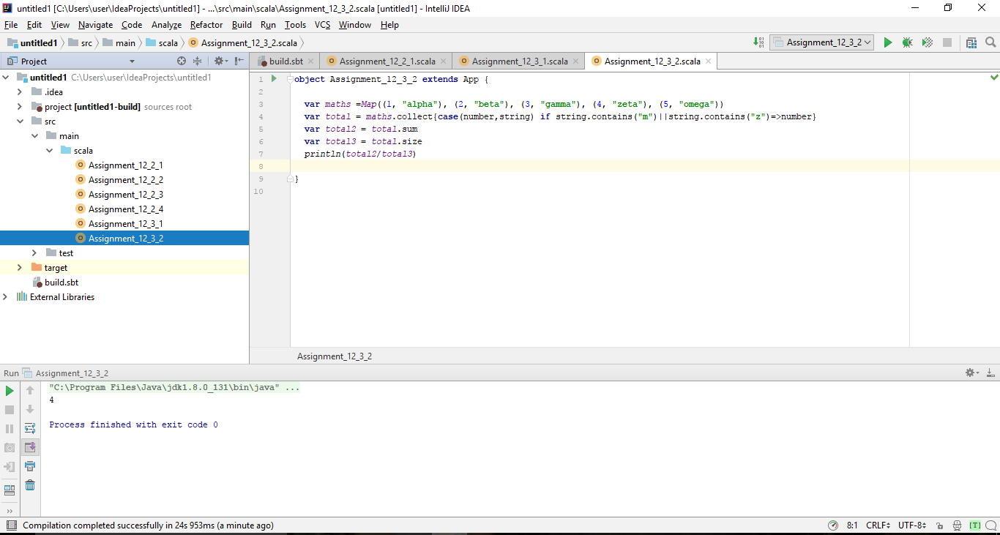 untitled1 [C:\Users\user\IdeaProjects\untitled1] - ...\src\main\scala\Assignment_12_3_2.scala [untitled1] - IntelliJ IDEA
File Edit View Navigate Code Analyze Refactor Build Run Tools VCS Window Help
untitled1 src main scala Assignment_12_3_2.scala Assignment_12_3_2
Project
build.sbt Assignment_12_2_1.scala Assignment_12_3_1.scala Assignment_12_3_2.scala
untitled1 C:\Users\user\IdeaProjects\untitled1
.idea
project [untitled1-build] sources root
src
main
scala
Assignment_12_2_1
Assignment_12_2_2
Assignment_12_2_3
Assignment_12_2_4
Assignment_12_3_1
Assignment_12_3_2
test
target
build.sbt
External Libraries
1 object Assignment_12_3_2 extends App {
2
3 var maths =Map((1, "alpha"), (2, "beta"), (3, "gamma"), (4, "zeta"), (5, "omega"))
4 var total = maths.collect{case(number,string) if string.contains("m")||string.contains("z")=>number}
5 var total2 = total.sum
6 var total3 = total.size
7 println(total2/total3)
8
9 }
10
Assignment_12_3_2
Run Assignment_12_3_2
"C:\Program Files\Java\jdk1.8.0_131\bin\java" ...
4
Process finished with exit code 0
Compilation completed successfully in 24s 953ms (a minute ago) 8:1 CRLF UTF-8 [T]